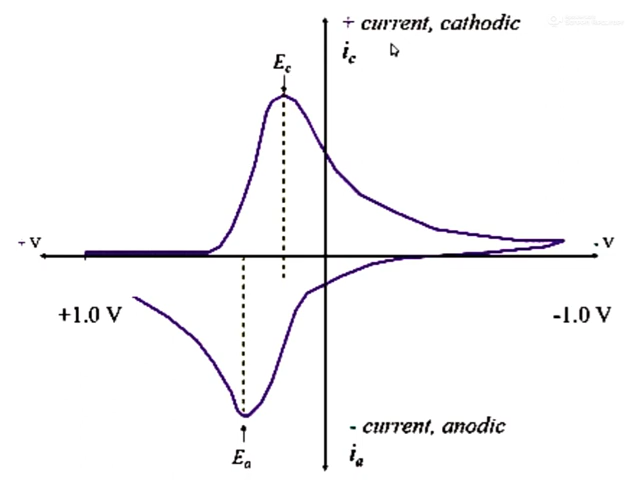 + current, cathodic
i_c
E_c
+ V
- V
+1.0 V
-1.0 V
- current, anodic
i_a
E_a